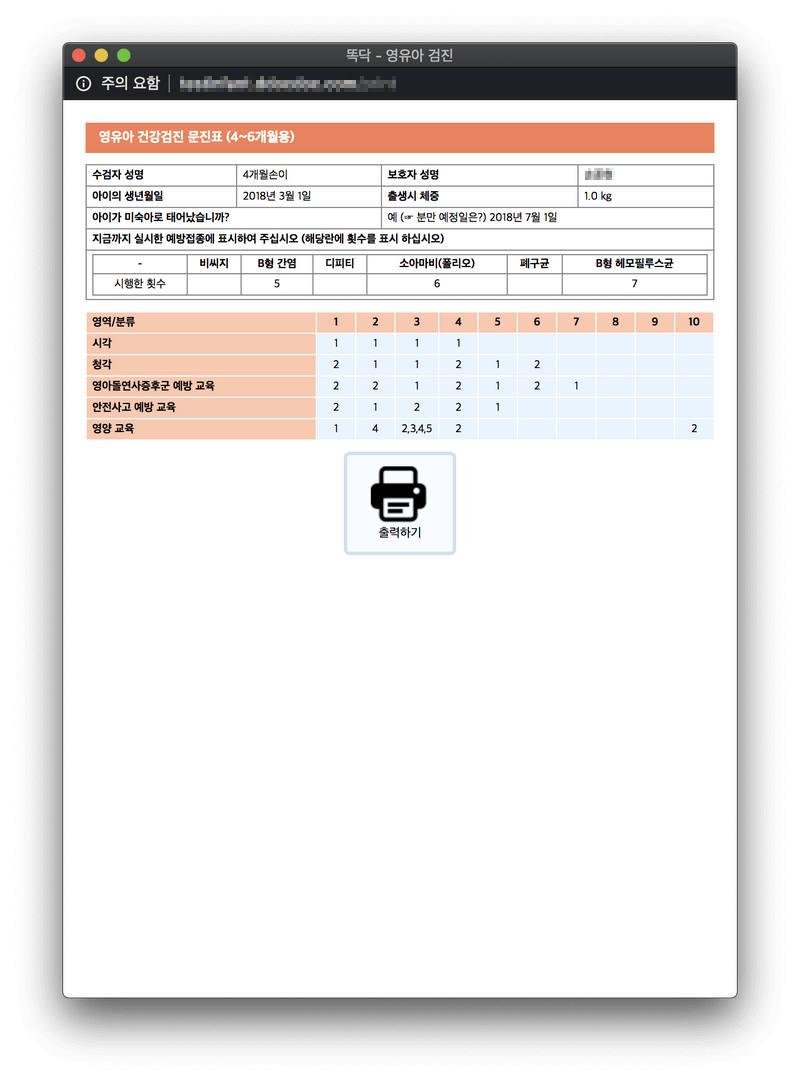 똑닥 - 영유아 검진
주의 요함
영유아 건강검진 문진표 (4~6개월용)
수검자 성명 4개월손이 보호자 성명
아이의 생년월일 2018년 3월 1일 출생시 체중 1.0 kg
아이가 미숙아로 태어났습니까? 예 (☞ 분만 예정일은?) 2018년 7월 1일
지금까지 실시한 예방접종에 표시하여 주십시오 (해당란에 횟수를 표시 하십시오)
- 비씨지 B형 간염 디피티 소아마비(폴리오) 폐구균 B형 헤모필루스균
시행한 횟수 5 6 7
영역/분류 1 2 3 4 5 6 7 8 9 10
시각 1 1 1 1
청각 2 1 1 2 1 2
영아돌연사증후군 예방 교육 2 2 1 2 1 2 1
안전사고 예방 교육 2 1 2 2 1
영양 교육 1 4 2,3,4,5 2 2
출력하기